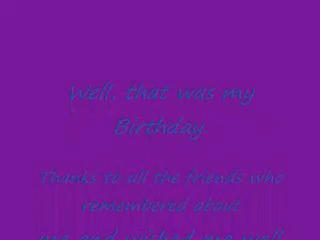 Well. that was my
Birthday
Thanks to all the friends who
remembered about
me and wished me well